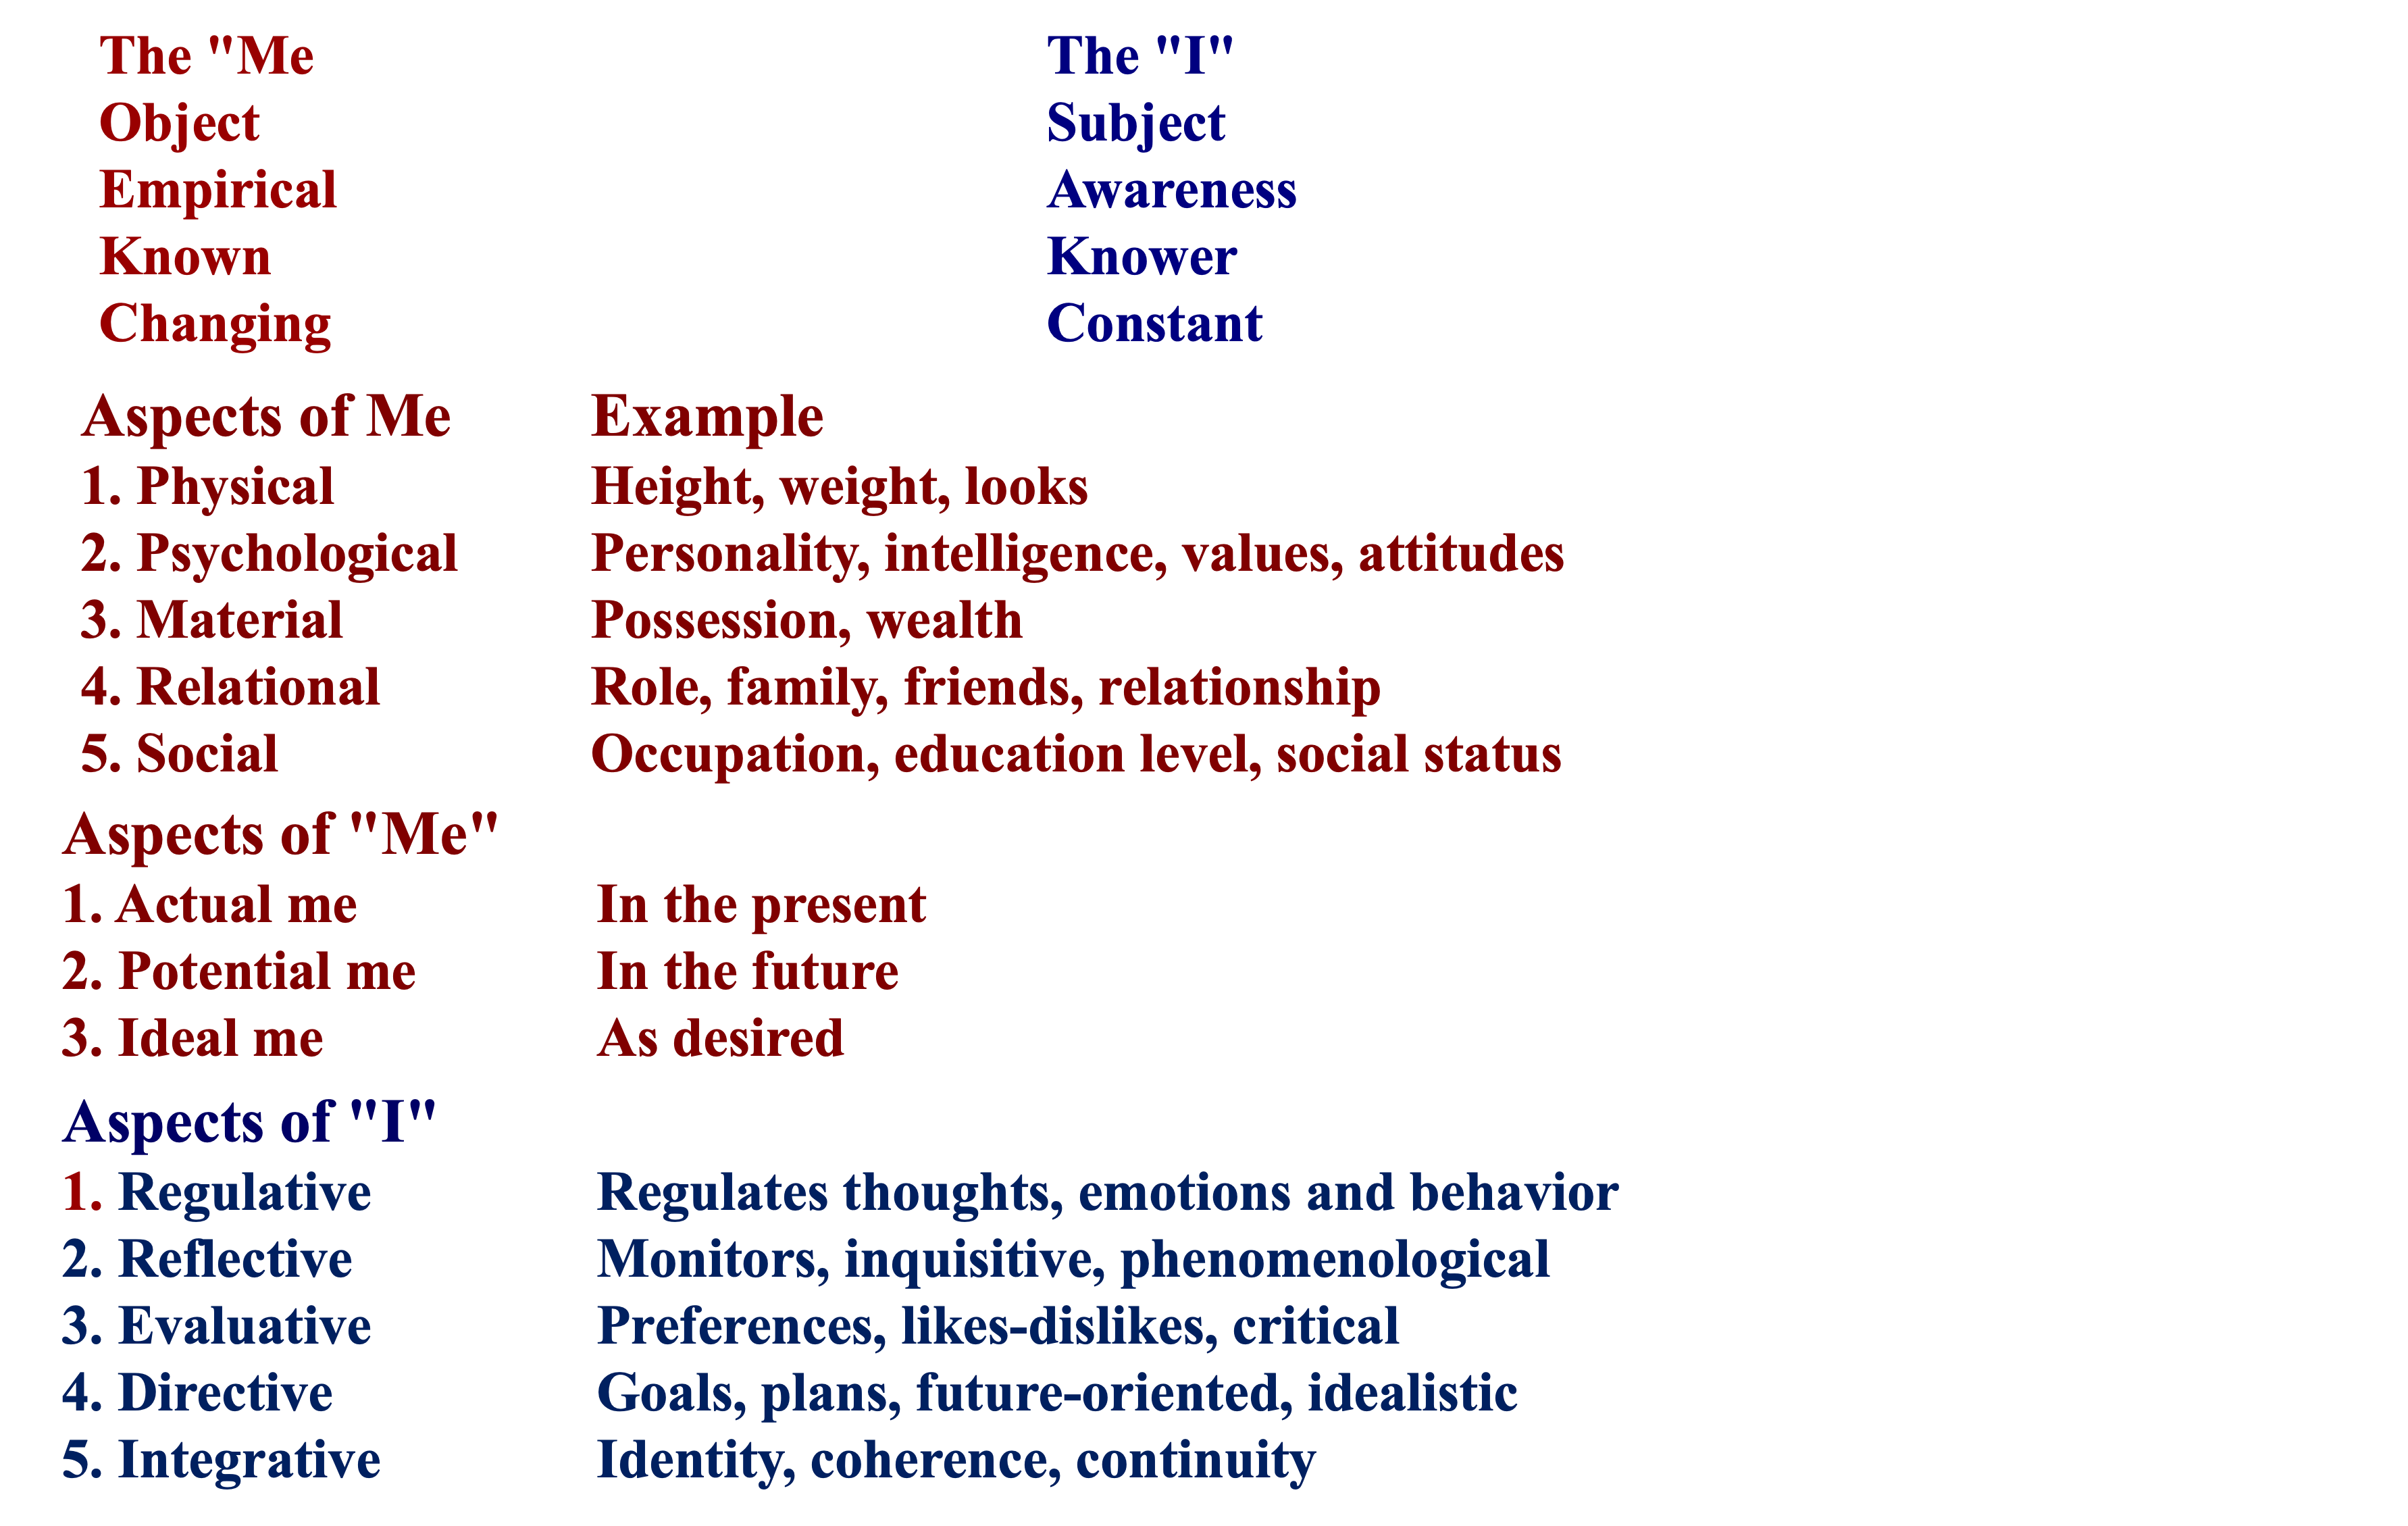 The "Me
The "I"
Object
Subject
Empirical
Awareness
Known
Knower
Changing
Constant
Aspects of Me Example
1. Physical Height, weight, looks
2. Psychological Personality, intelligence, values, attitudes
3. Material Possession, wealth
4. Relational Role, family, friends, relationship
5. Social Occupation, education level, social status
Aspects of "Me"
1. Actual me In the present
2. Potential me In the future
3. Ideal me As desired
Aspects of "I"
1. Regulative Regulates thoughts, emotions and behavior
2. Reflective Monitors, inquisitive, phenomenological
3. Evaluative Preferences, likes-dislikes, critical
4. Directive Goals, plans, future-oriented, idealistic
5. Integrative Identity, coherence, continuity